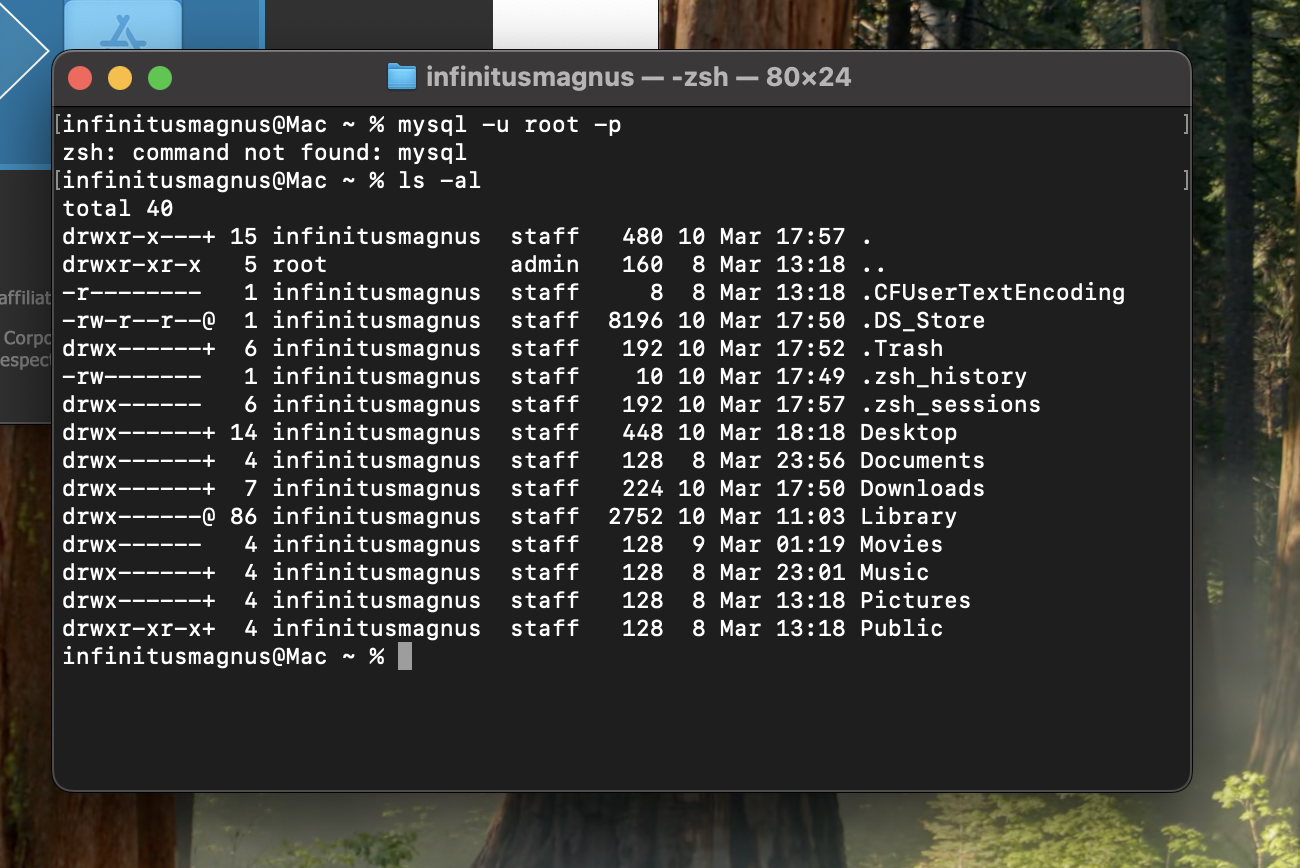 infinitusmagnus — -zsh — 80×24
[infinitusmagnus@Mac ~ % mysql -u root -p ]
zsh: command not found: mysql
[infinitusmagnus@Mac ~ % ls -al ]
total 40
drwxr-x---+ 15 infinitusmagnus  staff   480 10 Mar 17:57 .
drwxr-xr-x   5 root             admin   160  8 Mar 13:18 ..
-r--------   1 infinitusmagnus  staff     8  8 Mar 13:18 .CFUserTextEncoding
-rw-r--r--@  1 infinitusmagnus  staff  8196 10 Mar 17:50 .DS_Store
drwx------+  6 infinitusmagnus  staff   192 10 Mar 17:52 .Trash
-rw-------   1 infinitusmagnus  staff    10 10 Mar 17:49 .zsh_history
drwx------   6 infinitusmagnus  staff   192 10 Mar 17:57 .zsh_sessions
drwx------+ 14 infinitusmagnus  staff   448 10 Mar 18:18 Desktop
drwx------+  4 infinitusmagnus  staff   128  8 Mar 23:56 Documents
drwx------+  7 infinitusmagnus  staff   224 10 Mar 17:50 Downloads
drwx------@ 86 infinitusmagnus  staff  2752 10 Mar 11:03 Library
drwx------   4 infinitusmagnus  staff   128  9 Mar 01:19 Movies
drwx------+  4 infinitusmagnus  staff   128  8 Mar 23:01 Music
drwx------+  4 infinitusmagnus  staff   128  8 Mar 13:18 Pictures
drwxr-xr-x+  4 infinitusmagnus  staff   128  8 Mar 13:18 Public
infinitusmagnus@Mac ~ %